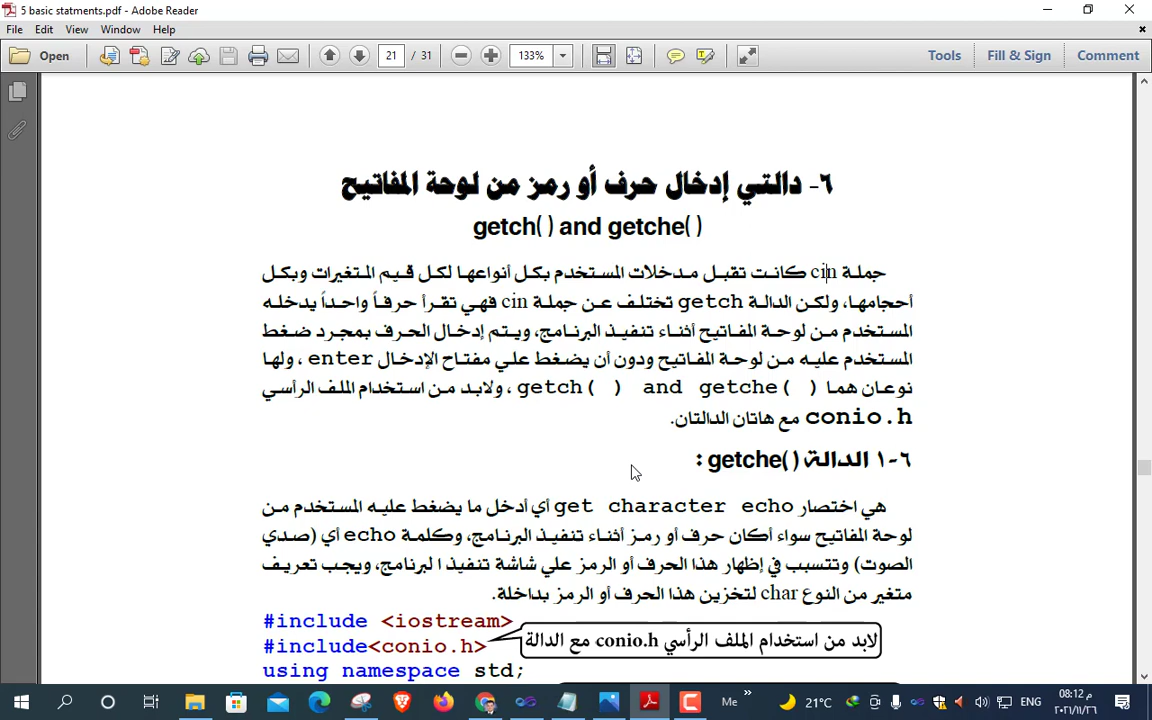 5 basic statments.pdf - Adobe Reader
File Edit View Window Help
Open 21 / 31 133% Tools Fill & Sign Comment
٦- دالتي إدخال حرف أو رمز من لوحة المفاتيح
getch( ) and getche( )
جملة cin كانت تقبل مدخلات المستخدم بكل أنواعها لكل قيم المتغيرات وبكل
أحجامها، ولكن الدالة getch تختلف عن جملة cin فهي تقرأ حرفاً واحداً يدخله
المستخدم من لوحة المفاتيح أثناء تنفيذ البرنامج، ويتم إدخال الحرف بمجرد ضغط
المستخدم عليه من لوحة المفاتيح ودون أن يضغط علي مفتاح الإدخال enter ، ولها
نوعان هما getch( ) and getche( ) ، ولابد من استخدام الملف الرأسي
conio.h مع هاتان الدالتان.
٦-١ الدالة getche( ) :
هي اختصار get character echo أي أدخل ما يضغط عليه المستخدم من
لوحة المفاتيح سواء أكان حرف أو رمز أثناء تنفيذ البرنامج، وكلمة echo أي (صدي
الصوت) وتتسبب في إظهار هذا الحرف أو الرمز علي شاشة تنفيذ ا لبرنامج، ويجب تعريف
متغير من النوع char لتخزين هذا الحرف أو الرمز بداخلة.
#include <iostream>
#include<conio.h>
لابد من استخدام الملف الرأسي conio.h مع الدالة
using namespace std;
Me » 21°C ENG
08:12 م
٢٠٢١/١٢/٢٦